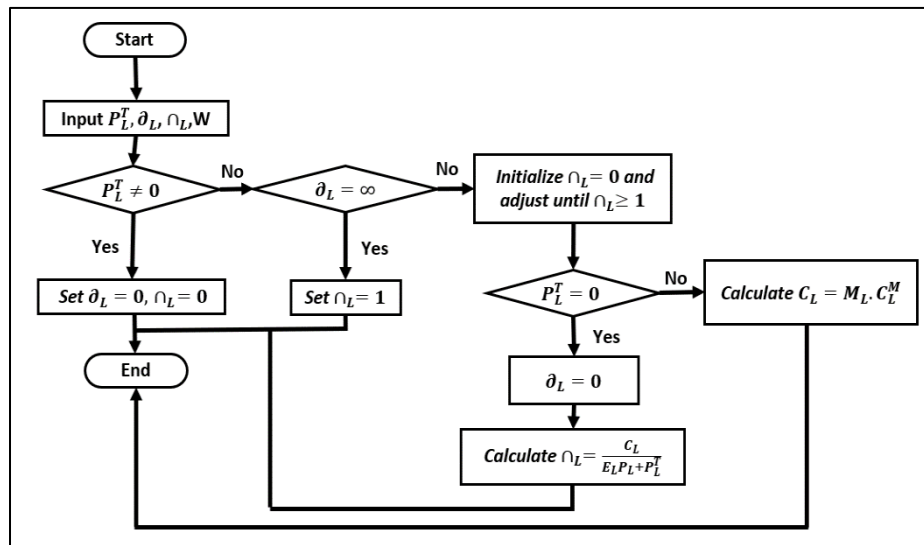 Start
Input P_L^T, ∂_L, ∩_L,W
P_L^T ≠ 0
No
∂_L = ∞
No
Initialize ∩_L= 0 and
adjust until ∩_L≥ 1
Yes
Yes
Set ∂_L = 0, ∩_L= 0
Set ∩_L= 1
P_L^T = 0
No
Calculate C_L = M_L. C_L^M
Yes
End
∂_L = 0
Calculate ∩_L= C_L / E_L P_L+P_L^T